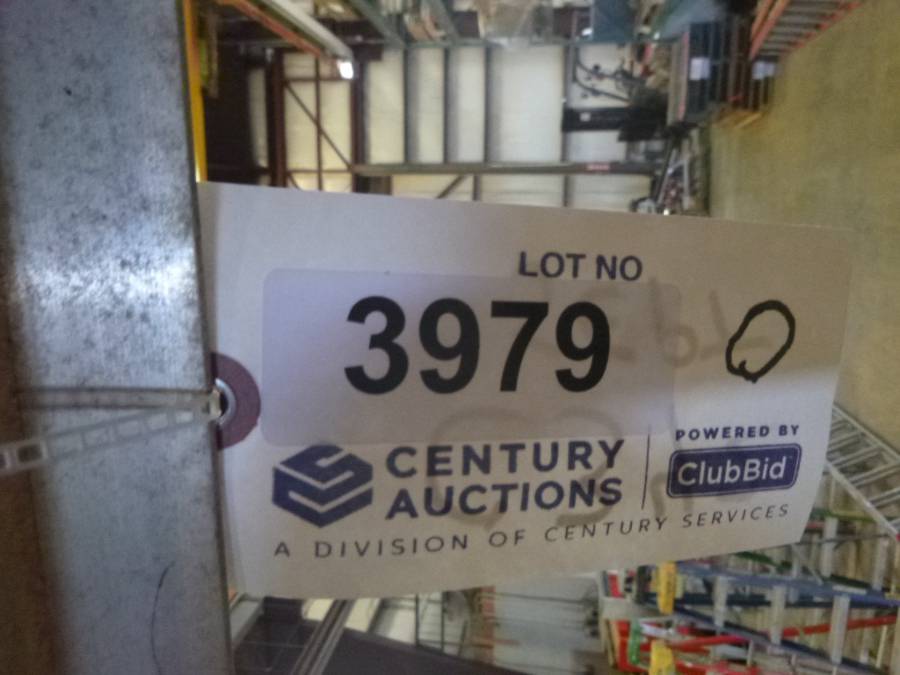 LOT NO
3979
O
CENTURY
AUCTIONS
POWERED BY
ClubBid
A DIVISION OF CENTURY SERVICES